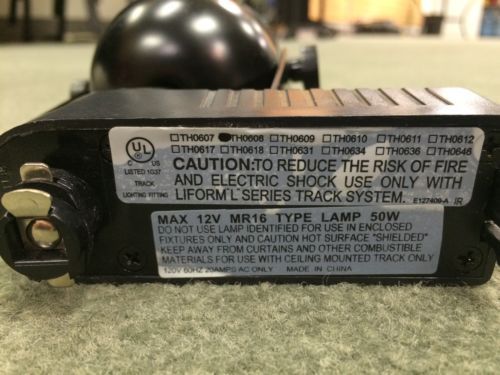 ☐TH0607 ☑TH0608 ☐TH0609 ☐TH0610 ☐TH0611 ☐TH0612
☐TH0617 ☐TH0618 ☐TH0631 ☐TH0634 ☐TH0636 ☐TH0646
UL
C US
LISTED 1037
TRACK
LIGHTING FITTING
CAUTION:TO REDUCE THE RISK OF FIRE
AND ELECTRIC SHOCK USE ONLY WITH
LIFORM L SERIES TRACK SYSTEM.
E127409-A IR
MAX 12V MR16 TYPE LAMP 50W
DO NOT USE LAMP IDENTIFIED FOR USE IN ENCLOSED
FIXTURES ONLY AND CAUTION HOT SURFACE "SHIELDED"
KEEP AWAY FROM CURTAINS AND OTHER COMBUSTIBLE
MATERIALS FOR USE WITH CEILING MOUNTED TRACK ONLY
120V 60HZ 20AMPS AC ONLY MADE IN CHINA